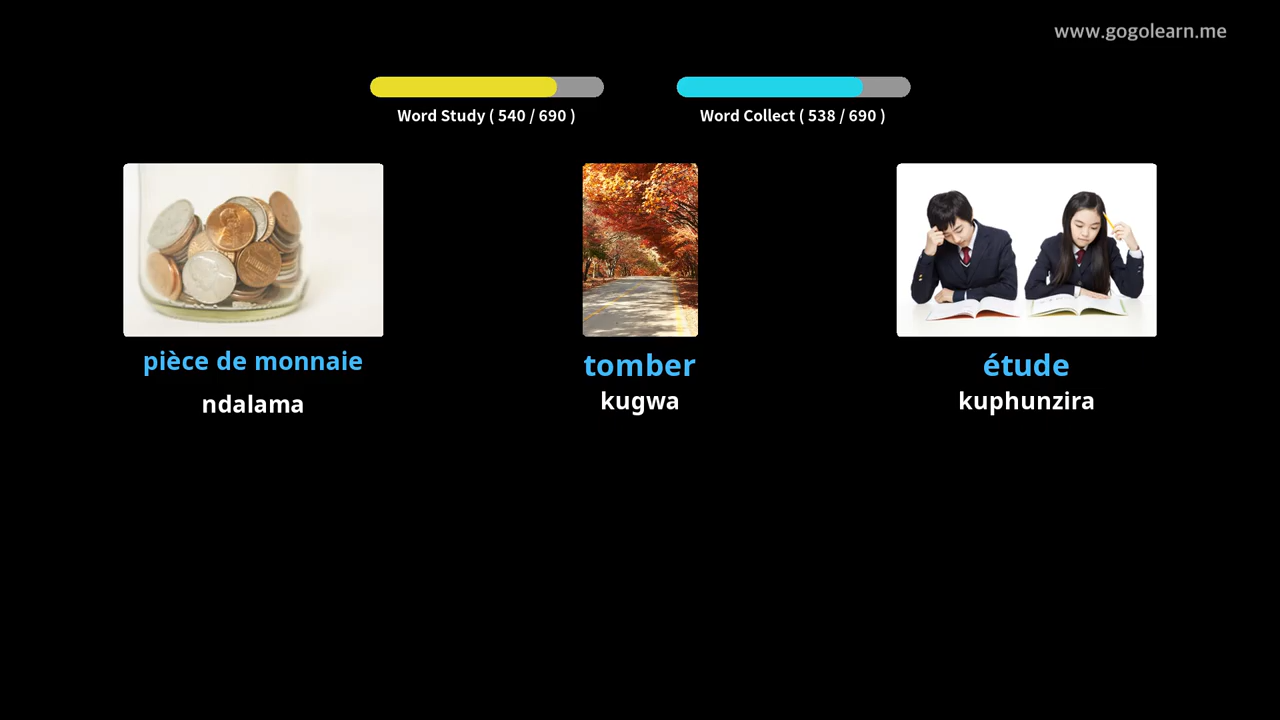 www.gogolearn.me
Word Study ( 540 / 690 )
Word Collect ( 538 / 690 )
pièce de monnaie
ndalama
tomber
kugwa
étude
kuphunzira